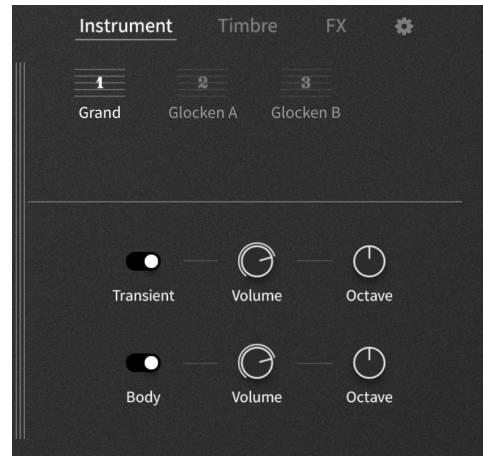 Instrument Timbre FX
1 2 3
Grand Glocken A Glocken B
Transient Volume Octave
Body Volume Octave